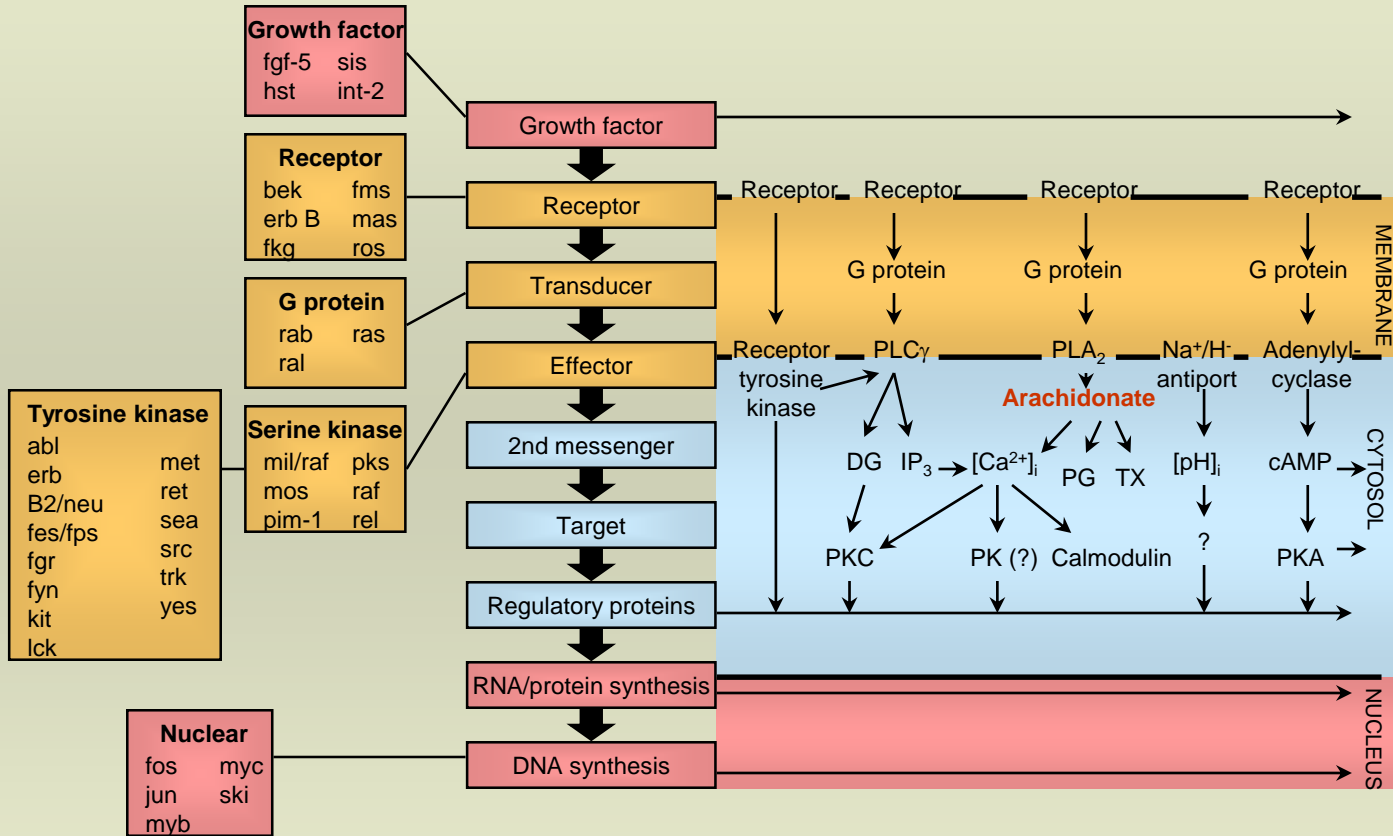 Growth factor
fgf-5 sis
hst int-2
Receptor
bek fms
erb B mas
fkg ros
G protein
rab ras
ral
Tyrosine kinase
abl
erb
B2/neu
fes/fps
fgr
fyn
kit
lck
met
ret
sea
src
trk
yes
Serine kinase
mil/raf pks
mos raf
pim-1 rel
Nuclear
fos myc
jun ski
myb
Growth factor
Receptor
Transducer
Effector
2nd messenger
Target
Regulatory proteins
RNA/protein synthesis
DNA synthesis
Receptor Receptor Receptor Receptor
G protein G protein G protein
Receptor
tyrosine
kinase
PLCγ
PLA₂
Na⁺/H⁻
antiport
Adenylyl-
cyclase
Arachidonate
DG IP₃ [Ca²⁺]ᵢ PG TX [pH]ᵢ cAMP
PKC PK (?) Calmodulin ? PKA
MEMBRANE
CYTOSOL
NUCLEUS